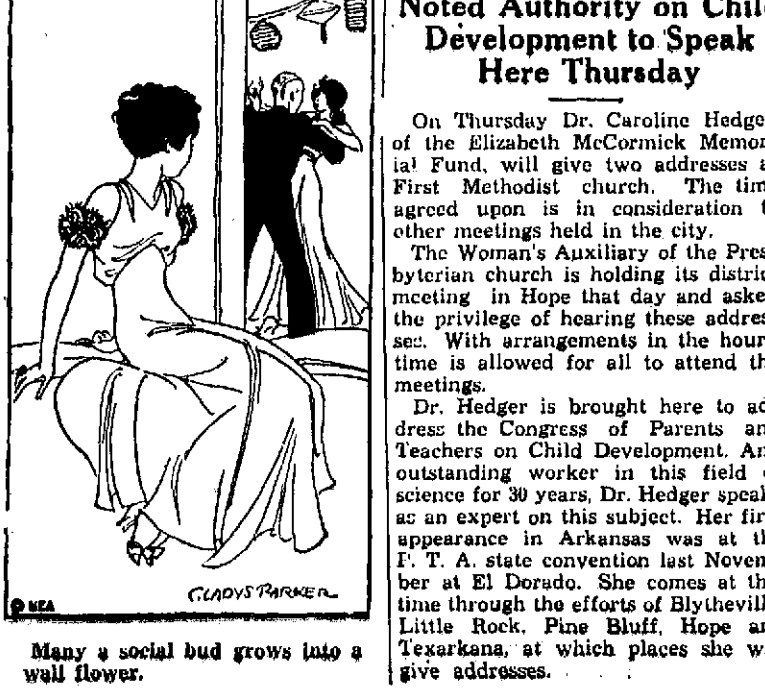 GLADYS PARKER
© NEA
Many a social bud grows into a
wall flower.
Noted Authority on Chil
Development to Speak
Here Thursday
On Thursday Dr. Caroline Hedge
of the Elizabeth McCormick Memor
ial Fund, will give two addresses a
First Methodist church. The tim
agreed upon is in consideration t
other meetings held in the city.
The Woman's Auxiliary of the Pres
byterian church is holding its distric
meeting in Hope that day and aske
the privilege of hearing these addres
ses. With arrangements in the hour
time is allowed for all to attend th
meetings.
Dr. Hedger is brought here to ad
dress the Congress of Parents an
Teachers on Child Development. An
outstanding worker in this field
science for 30 years, Dr. Hedger speak
as an expert on this subject. Her fir
appearance in Arkansas was at th
P. T. A. state convention last Novem
ber at El Dorado. She comes at th
time through the efforts of Blythevill
Little Rock, Pine Bluff, Hope an
Texarkana, at which places she w
give addresses.